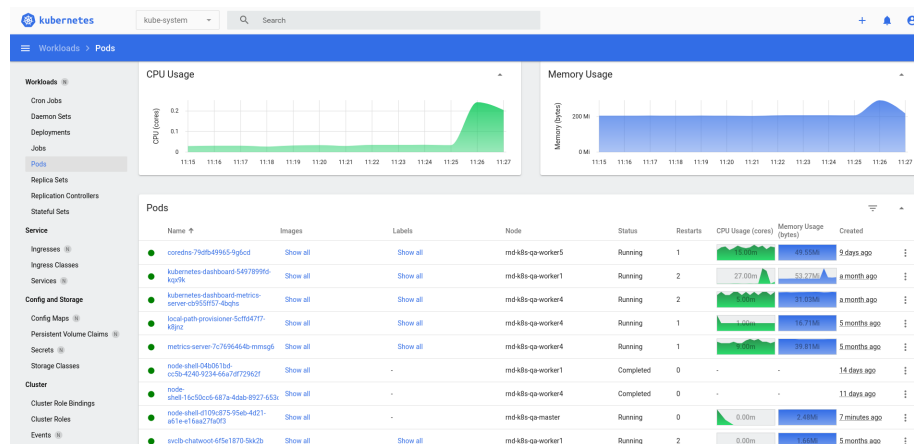 kubernetes
kube-system
Search
Workloads > Pods
Workloads N
Cron Jobs
Daemon Sets
Deployments
Jobs
Pods
Replica Sets
Replication Controllers
Stateful Sets
Service
Ingresses N
Ingress Classes
Services N
Config and Storage
Config Maps N
Persistent Volume Claims N
Secrets N
Storage Classes
Cluster
Cluster Role Bindings
Cluster Roles
Events N
CPU Usage
CPU (cores)
0.2
0.1
0
11:15 11:16 11:17 11:18 11:19 11:20 11:21 11:22 11:23 11:24 11:25 11:26 11:27
Memory Usage
Memory (bytes)
200 Mi
0 Mi
11:15 11:16 11:17 11:18 11:19 11:20 11:21 11:22 11:23 11:24 11:25 11:26 11:27
Pods
Name ↑ Images Labels Node Status Restarts CPU Usage (cores) Memory Usage (bytes) Created
coredns-79dfb49965-9g6cd Show all Show all rnd-k8s-qa-worker5 Running 1 15.00m 49.55Mi 9 days ago
kubernetes-dashboard-5497899fd-
kqx9k Show all Show all rnd-k8s-qa-worker1 Running 2 27.00m 53.27Mi a month ago
kubernetes-dashboard-metrics-
server-cb955ff57-4bqhs Show all Show all rnd-k8s-qa-worker4 Running 2 5.00m 31.03Mi a month ago
local-path-provisioner-5cffd47f7-
k8jnz Show all Show all rnd-k8s-qa-worker4 Running 1 1.00m 16.71Mi 5 months ago
metrics-server-7c7696464b-mmsg6 Show all Show all rnd-k8s-qa-worker4 Running 1 9.00m 39.81Mi 5 months ago
node-shell-04b061bd-
cc5b-4240-9234-66a7df72962f Show all - rnd-k8s-qa-worker1 Completed 0 - - 14 days ago
node-
shell-16c50cc6-687a-4dab-8927-653 Show all - rnd-k8s-qa-worker4 Completed 0 - - 11 days ago
node-shell-d109c875-95eb-4d21-
a61e-e16aa27fa0f3 Show all - rnd-k8s-qa-master Running 0 0.00m 2.48Mi 7 minutes ago
svclb-chatwoot-6f5e1870-5kk2b Show all Show all rnd-k8s-qa-worker1 Running 2 0.00m 1.66Mi 5 months ago